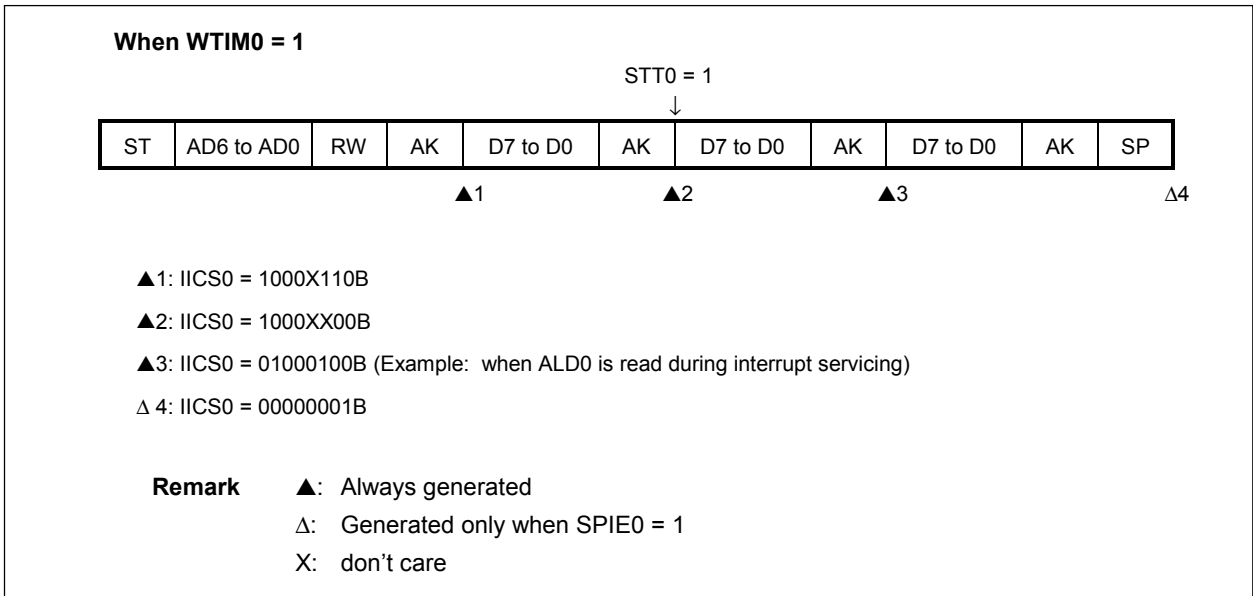 When WTIM0 = 1
STT0 = 1
↓
ST AD6 to AD0 RW AK D7 to D0 AK D7 to D0 AK D7 to D0 AK SP
▲1 ▲2 ▲3 Δ4
▲1: IICS0 = 1000X110B
▲2: IICS0 = 1000XX00B
▲3: IICS0 = 01000100B (Example: when ALD0 is read during interrupt servicing)
Δ 4: IICS0 = 00000001B
Remark ▲: Always generated
Δ: Generated only when SPIE0 = 1
X: don't care